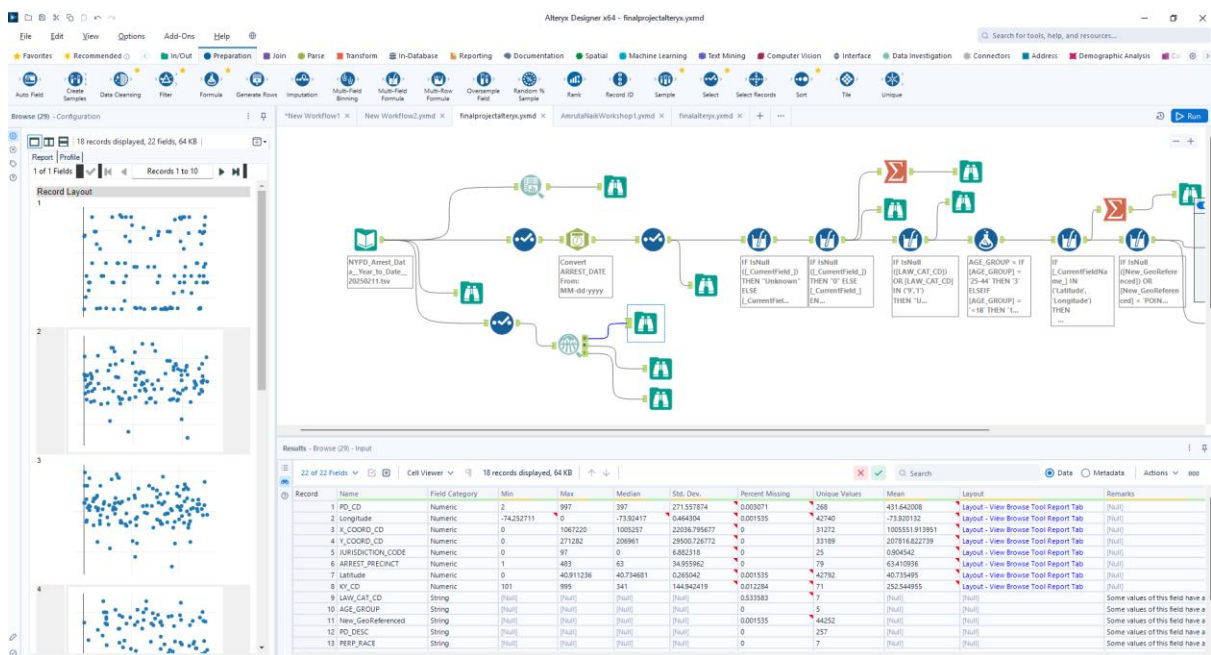 Alteryx Designer x64 - finalprojectalteryx.yxmd
File Edit View Options Add-Ons Help
Search for tools, help, and resources...
Favorites Recommended In/Out Preparation Join Parse Transform In-Database Reporting Documentation Spatial Machine Learning Text Mining Computer Vision Interface Data Investigation Connectors Address Demographic Analysis
Auto Field Create Samples Data Cleansing Filter Formula Generate Rows Imputation Multi-Field Binning Multi-Field Formula Multi-Row Formula Oversample Field Random % Sample Rank Record ID Sample Select Select Records Sort Tile Unique
Browse (29) - Configuration
*New Workflow1 New Workflow2.yxmd finalprojectalteryx.yxmd AmrutaNaikWorkshop1.yxmd finalalteryx.yxmd
Run
18 records displayed, 22 fields, 64 KB
Report Profile
1 of 1 Fields Records 1 to 10
Record Layout
1
2
3
4
NYPD_Arrest_Dat
a__Year_to_Date__
20250211.tsv
Convert
ARREST_DATE
From:
MM-dd-yyyy
IF IsNull
([_CurrentField_])
THEN "Unknown"
ELSE
[_CurrentFiel...
IF IsNull
([_CurrentField_])
THEN "0" ELSE
[_CurrentField_]
EN...
IF IsNull
([LAW_CAT_CD])
OR [LAW_CAT_CD]
IN ('9','1')
THEN "U...
AGE_GROUP = IF
[AGE_GROUP] =
'25-44' THEN '3'
ELSEIF
[AGE_GROUP] =
'<18' THEN '1...
IF
[_CurrentFieldNa
me_] IN
('Latitude',
'Longitude')
THEN
...
IF IsNull
([New_GeoRefere
nced]) OR
[New_GeoReferen
ced] = 'POIN...
Results - Browse (29) - Input
22 of 22 Fields Cell Viewer 18 records displayed, 64 KB Search Data Metadata Actions 000
Record Name Field Category Min Max Median Std. Dev. Percent Missing Unique Values Mean Layout Remarks
1 PD_CD Numeric 2 997 397 271.557874 0.003071 268 431.642008 Layout - View Browse Tool Report Tab [Null]
2 Longitude Numeric -74.252711 0 -73.92417 0.464304 0.001535 42740 -73.920132 Layout - View Browse Tool Report Tab [Null]
3 X_COORD_CD Numeric 0 1067220 1005257 22036.795677 0 31272 1005551.913951 Layout - View Browse Tool Report Tab [Null]
4 Y_COORD_CD Numeric 0 271282 206961 29500.726772 0 33189 207816.822739 Layout - View Browse Tool Report Tab [Null]
5 JURISDICTION_CODE Numeric 0 97 0 6.882318 0 25 0.904542 Layout - View Browse Tool Report Tab [Null]
6 ARREST_PRECINCT Numeric 1 483 63 34.955962 0 79 63.410936 Layout - View Browse Tool Report Tab [Null]
7 Latitude Numeric 0 40.911236 40.734681 0.265042 0.001535 42792 40.735495 Layout - View Browse Tool Report Tab [Null]
8 KY_CD Numeric 101 995 341 144.942419 0.012284 71 252.544955 Layout - View Browse Tool Report Tab [Null]
9 LAW_CAT_CD String [Null] [Null] [Null] [Null] 0.533583 7 [Null] [Null] Some values of this field have a
10 AGE_GROUP String [Null] [Null] [Null] [Null] 0 5 [Null] [Null] Some values of this field have a
11 New_GeoReferenced String [Null] [Null] [Null] [Null] 0.001535 44252 [Null] [Null] Some values of this field have a
12 PD_DESC String [Null] [Null] [Null] [Null] 0 257 [Null] [Null] Some values of this field have a
13 PERP_RACE String [Null] [Null] [Null] [Null] 0 7 [Null] [Null] Some values of this field have a